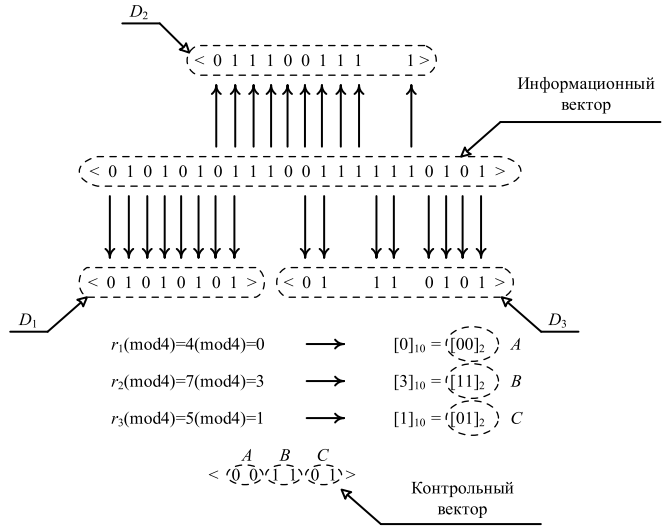 D₂
< 0 1 1 1 0 0 1 1 1 1 >
Информационный
вектор
< 0 1 0 1 0 1 0 1 1 1 0 0 1 1 1 1 1 1 0 1 0 1 >
< 0 1 0 1 0 1 0 1 > < 0 1 1 1 0 1 0 1 >
D₁ D₃
r₁(mod4)=4(mod4)=0 [0]₁₀ = [00]₂ A
r₂(mod4)=7(mod4)=3 [3]₁₀ = [11]₂ B
r₃(mod4)=5(mod4)=1 [1]₁₀ = [01]₂ C
A B C
< 0 0 1 1 0 1 >
Контрольный
вектор